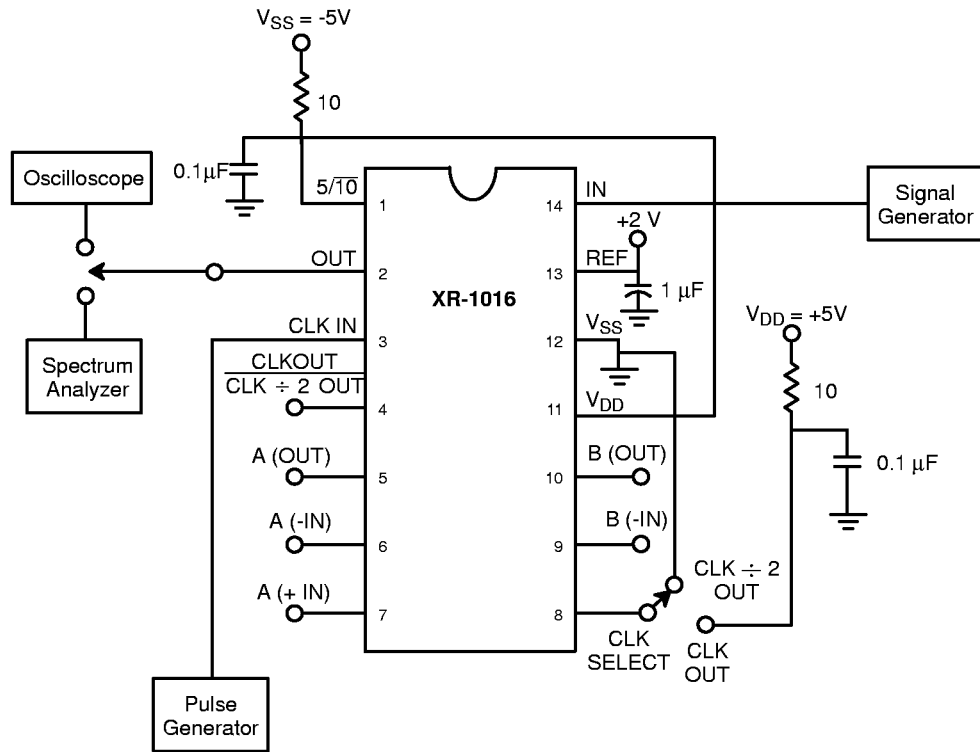 V_SS = -5V
10
0.1μF
Oscilloscope
5/1̅0̅
1
IN
14
Signal
Generator
+2 V
OUT
2
REF
13
XR-1016
1 μF
CLK IN
3
V_SS
12
V_DD = +5V
Spectrum
Analyzer
CLKOUT
CLK ÷ 2 OUT
4
V_DD
11
10
A (OUT)
5
B (OUT)
10
0.1 μF
A (-IN)
6
B (-IN)
9
CLK ÷ 2
OUT
A (+ IN)
7
8
CLK
SELECT
CLK
OUT
Pulse
Generator